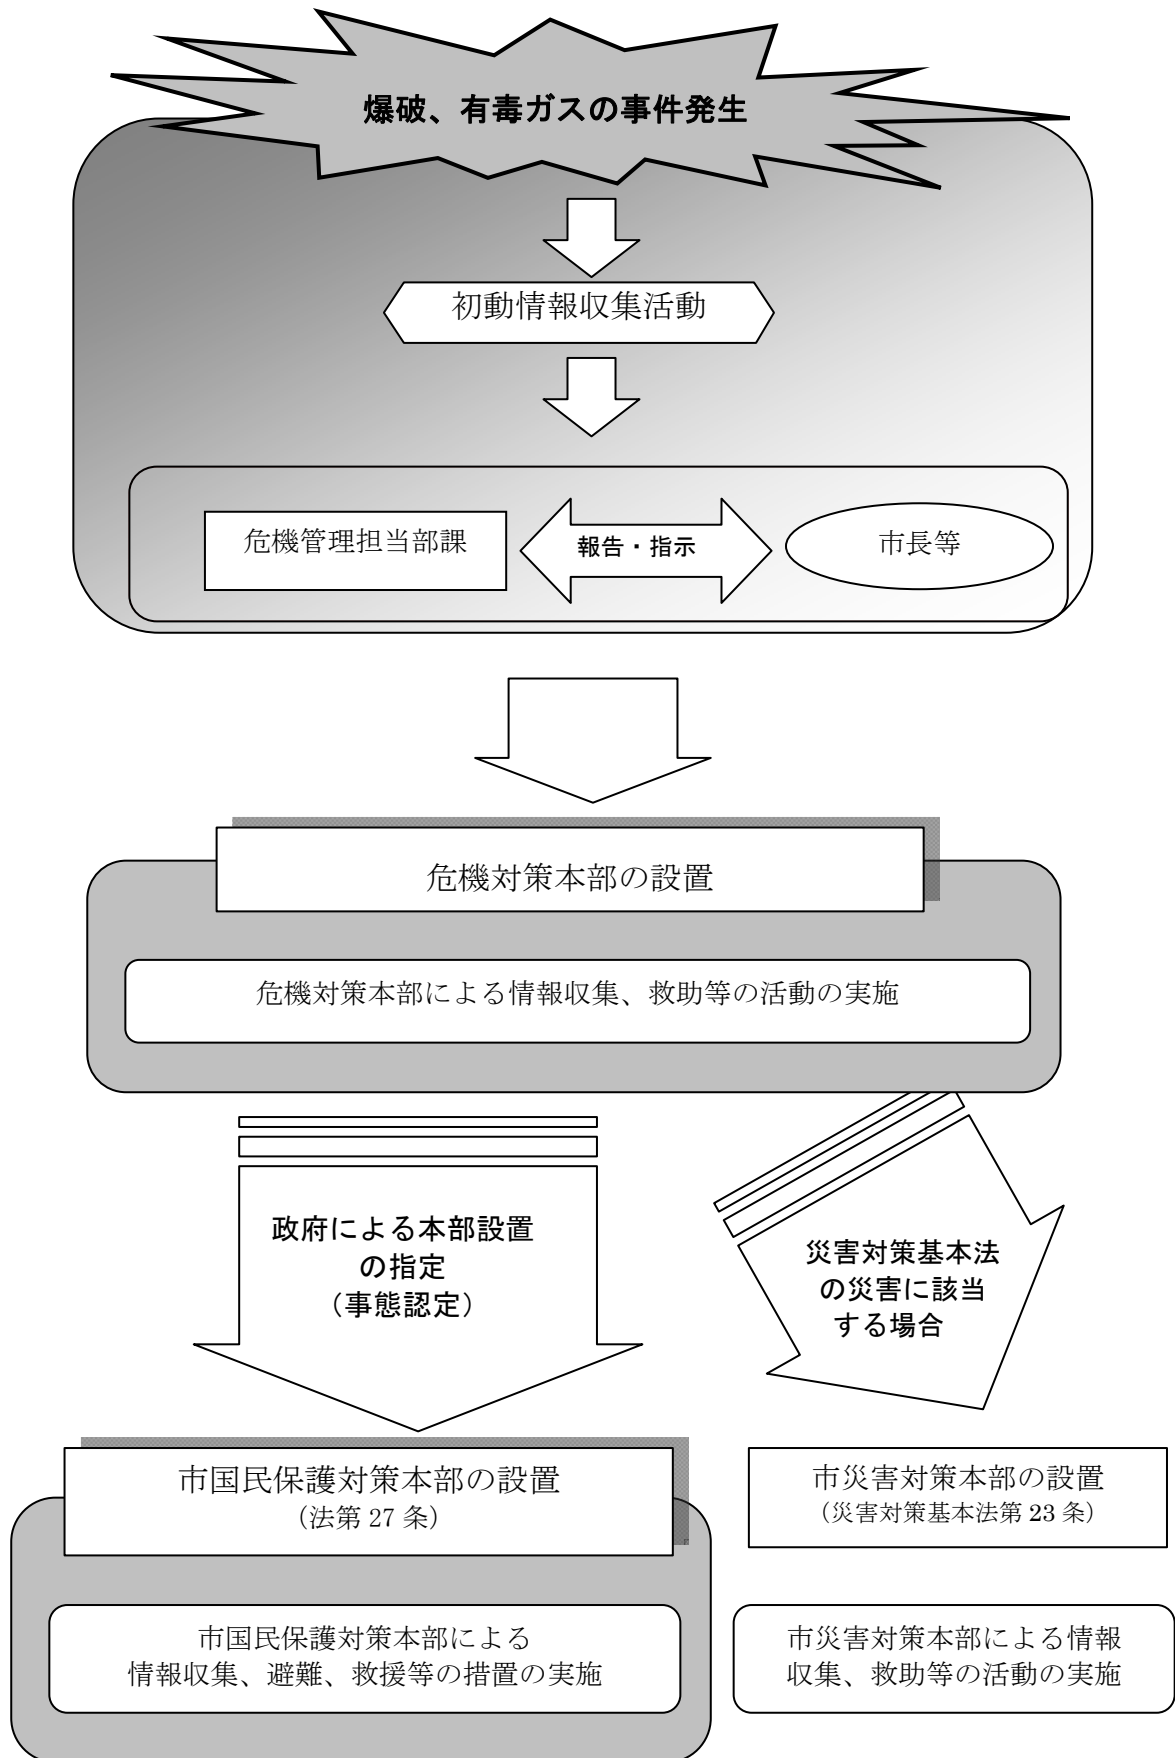 爆破、有毒ガスの事件発生
初動情報収集活動
危機管理担当部課
報告・指示
市長等
危機対策本部の設置
危機対策本部による情報収集、救助等の活動の実施
政府による本部設置
の指定
（事態認定）
災害対策基本法
の災害に該当
する場合
市国民保護対策本部の設置
（法第 27 条）
市災害対策本部の設置
（災害対策基本法第 23 条）
市国民保護対策本部による
情報収集、避難、救援等の措置の実施
市災害対策本部による情報
収集、救助等の活動の実施